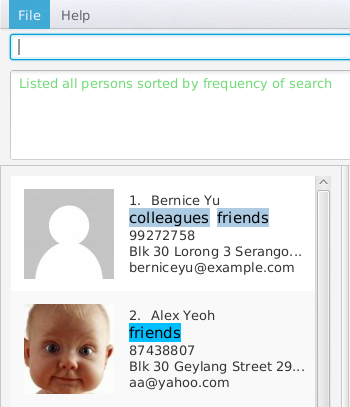 File Help
Listed all persons sorted by frequency of search
1. Bernice Yu
colleagues friends
99272758
Blk 30 Lorong 3 Serango...
berniceyu@example.com
2. Alex Yeoh
friends
87438807
Blk 30 Geylang Street 29...
aa@yahoo.com